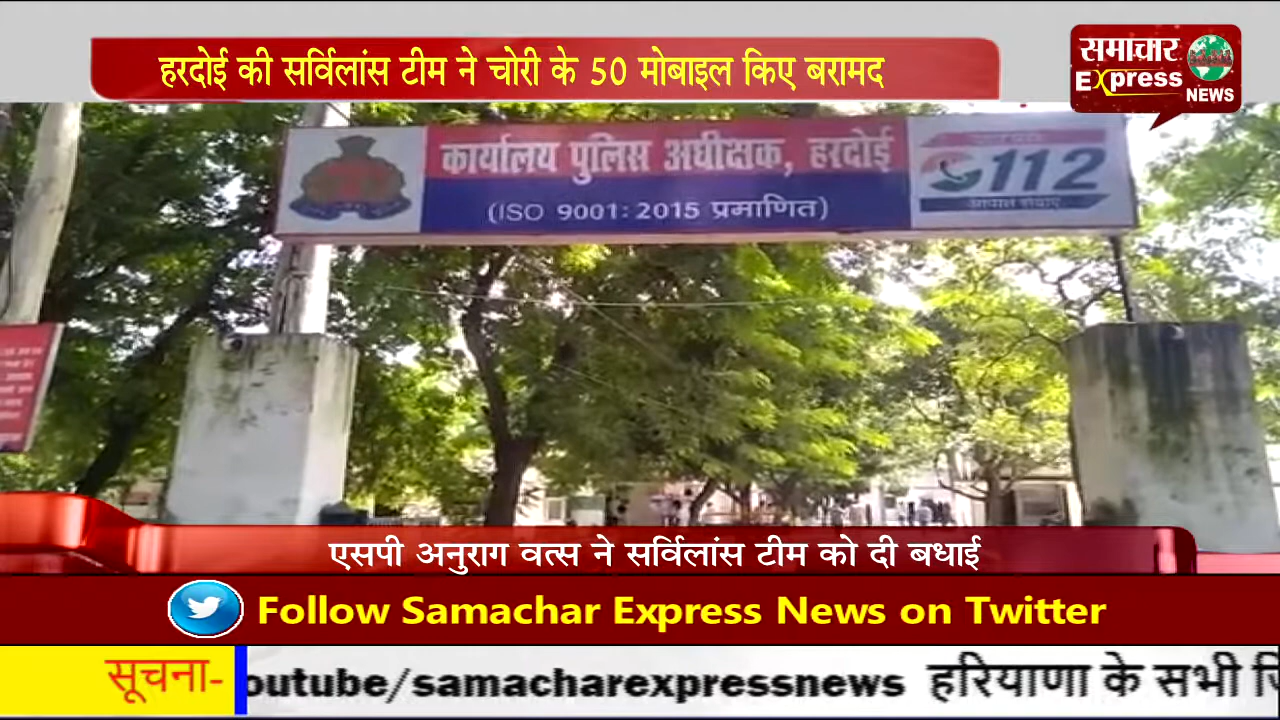 हरदोई की सर्विलांस टीम ने चोरी के 50 मोबाइल किए बरामद
समाचार
Express
NEWS
कार्यालय पुलिस अधीक्षक, हरदोई
(ISO 9001:2015 प्रमाणित)
112
आपात सेवाएं
एसपी अनुराग वत्स ने सर्विलांस टीम को दी बधाई
Follow Samachar Express News on Twitter
सूचना-
outube/samacharexpressnews हरियाणा के सभी